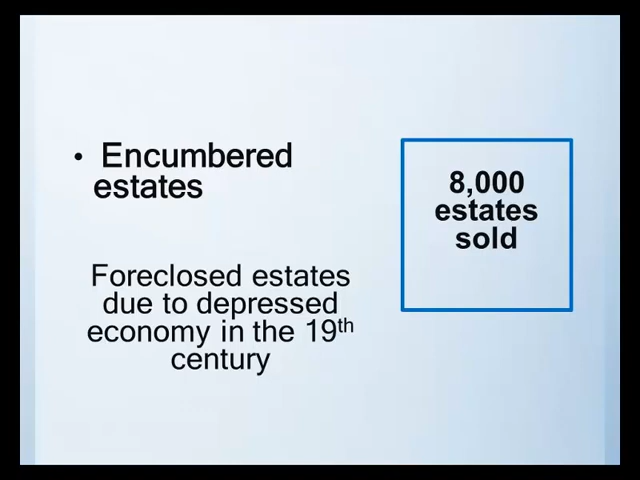 • Encumbered
estates
Foreclosed estates
due to depressed
economy in the 19th
century
8,000
estates
sold